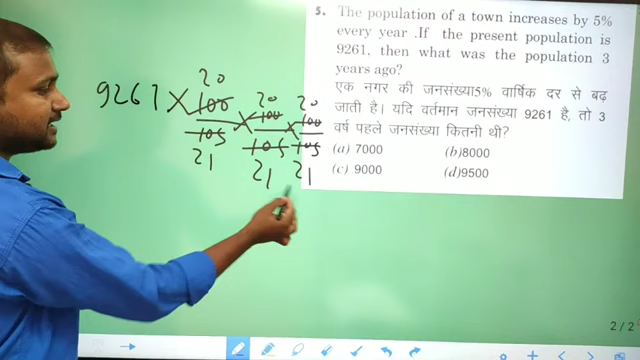 5. The population of a town increases by 5%
every year .If the present population is
9261, then what was the population 3
years ago?
एक नगर की जनसंख्या5% वार्षिक दर से बढ़
जाती है। यदि वर्तमान जनसंख्या 9261 है, तो 3
वर्ष पहले जनसंख्या कितनी थी?
(a) 7000 (b)8000
(c) 9000 (d)9500
20 20 20
9261 × 100 × 100 × 100
105 105 105
21 21 21
2 / 2